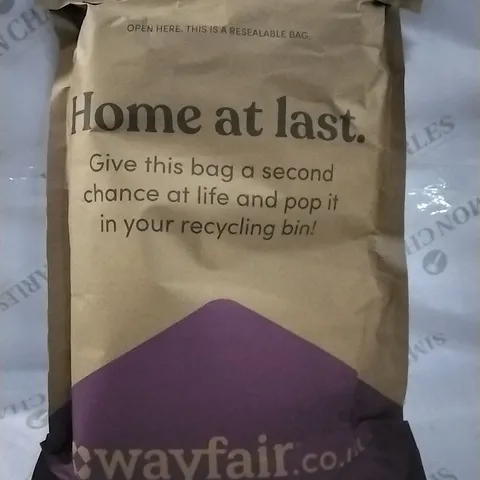 OPEN HERE. THIS IS A RESEALABLE BAG.
Home at last.
Give this bag a second
chance at life and pop it
in your recycling bin!
wayfair.co.uk